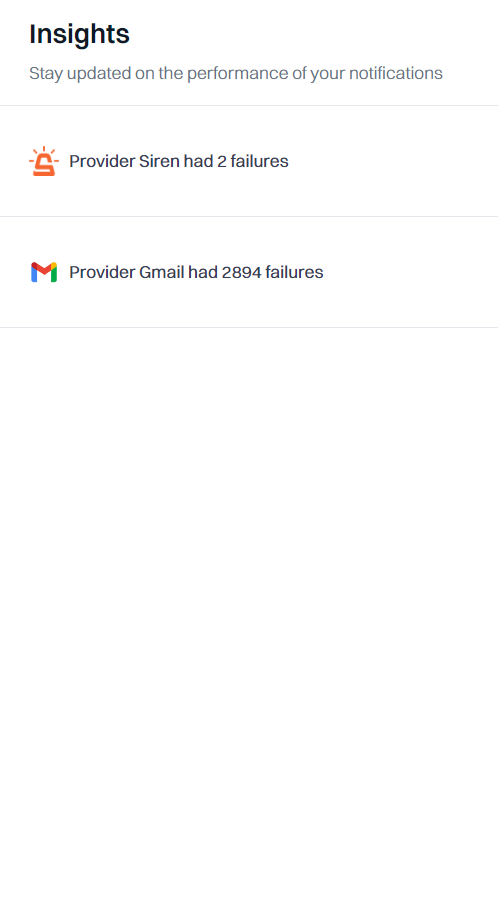 Insights
Stay updated on the performance of your notifications
Provider Siren had 2 failures
Provider Gmail had 2894 failures